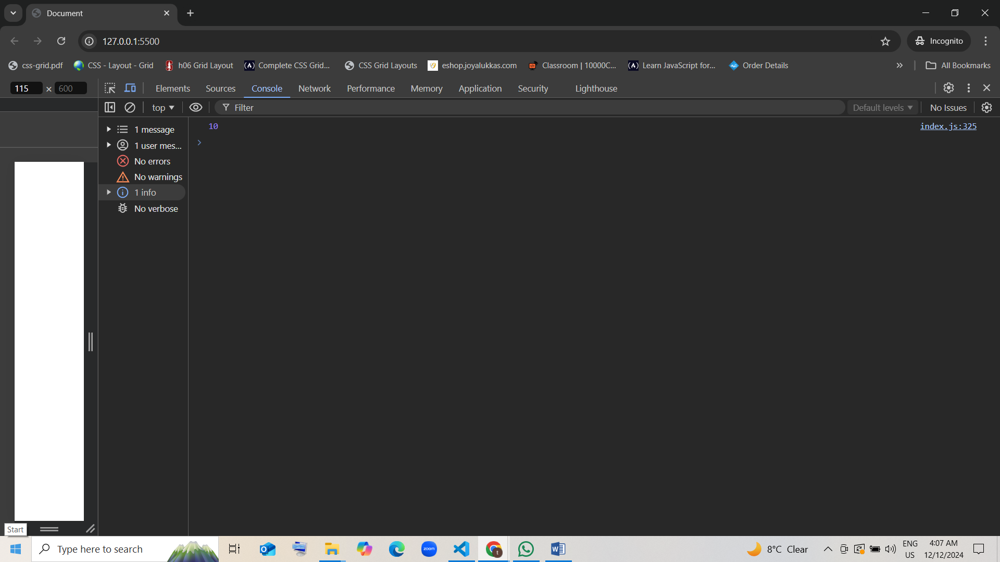 Document
127.0.0.1:5500
Incognito
css-grid.pdf
CSS - Layout - Grid
h06 Grid Layout
Complete CSS Grid...
CSS Grid Layouts
eshop.joyalukkas.com
Classroom | 10000C...
Learn JavaScript for...
Order Details
All Bookmarks
115 × 600
Elements
Sources
Console
Network
Performance
Memory
Application
Security
Lighthouse
top
Filter
Default levels
No Issues
1 message
1 user mes...
No errors
No warnings
1 info
No verbose
10
index.js:325
Start
Type here to search
zoom
8°C Clear
ENG
US
4:07 AM
12/12/2024